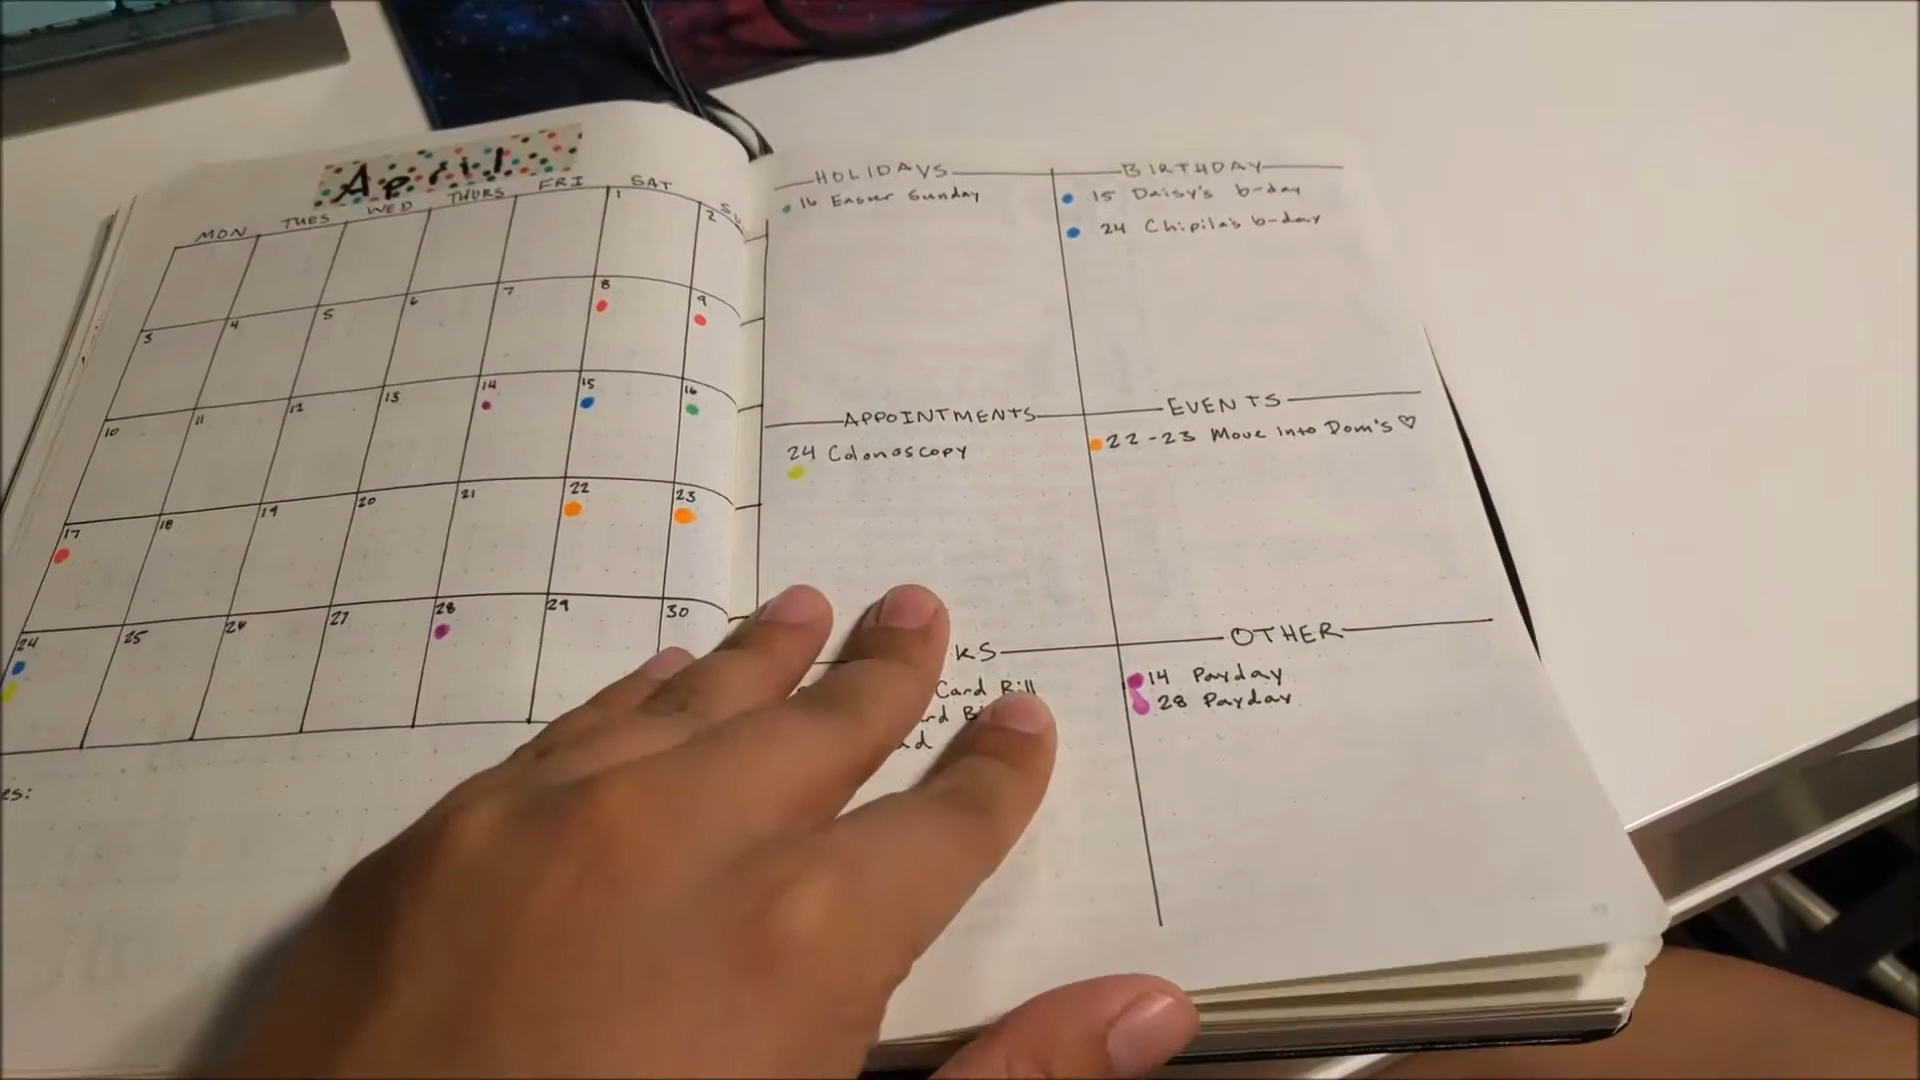 April
MON TUES WED THURS FRI SAT
1 2
3 4 5 6 7 8 9
10 11 12 13 14 15 16
17 18 19 20 21 22 23
24 25 26 27 28 29 30
HOLIDAYS
16 Easter Sunday
BIRTHDAY
15 Daisy's b-day
24 Chipila's b-day
APPOINTMENTS
24 Colonoscopy
EVENTS
22-23 Move into Dom's ♡
Card Bill
OTHER
14 Payday
28 Payday